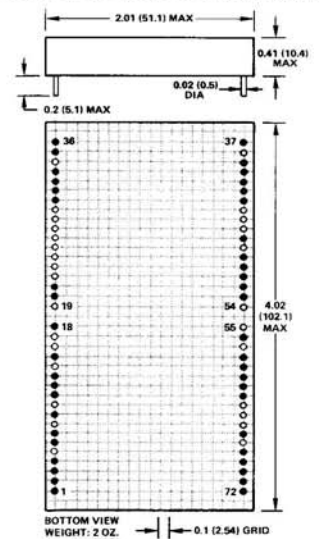 2.01 (51.1) MAX
0.41 (10.4)
MAX
0.02 (0.5)
DIA
0.2 (5.1) MAX
36 37
19 54
18 55
4.02
(102.1)
MAX
1 72
BOTTOM VIEW
WEIGHT: 2 OZ.
0.1 (2.54) GRID